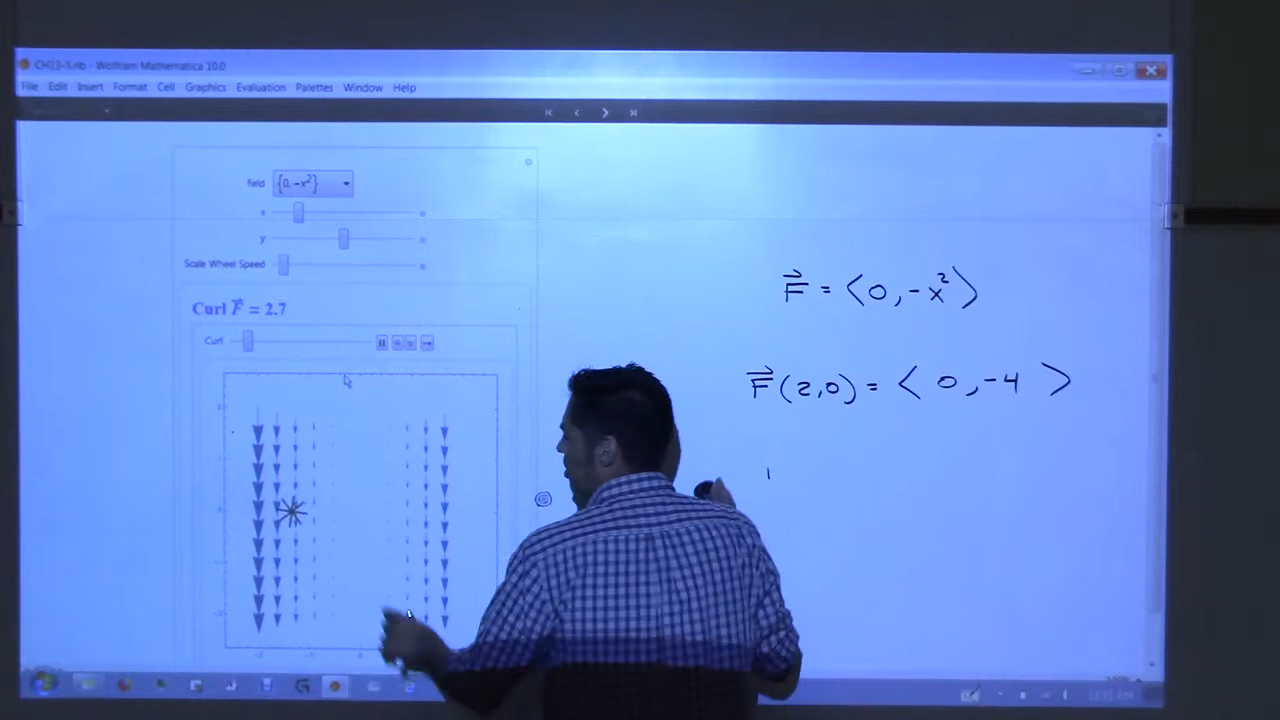 CH13-5.nb - Wolfram Mathematica 10.0
File Edit Insert Format Cell Graphics Evaluation Palettes Window Help
field {0, -x²}
x
y
Scale Wheel Speed
Curl F⃗ = 2.7
Curl
F⃗ = ⟨0, -x²⟩
F⃗(2,0) = ⟨0, -4⟩